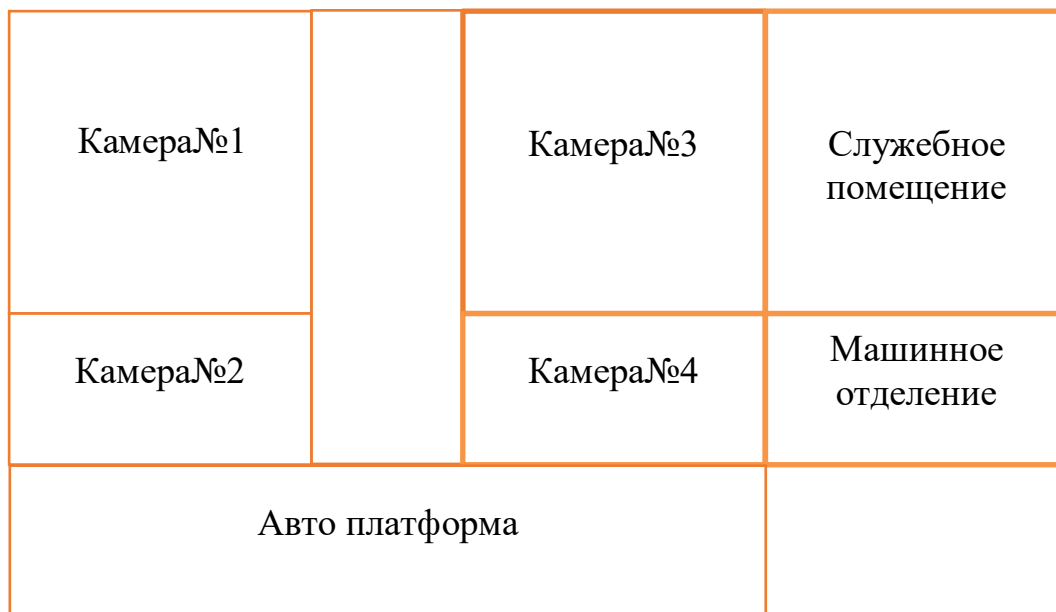 Камера№1
Камера№3
Служебное
помещение
Камера№2
Камера№4
Машинное
отделение
Авто платформа